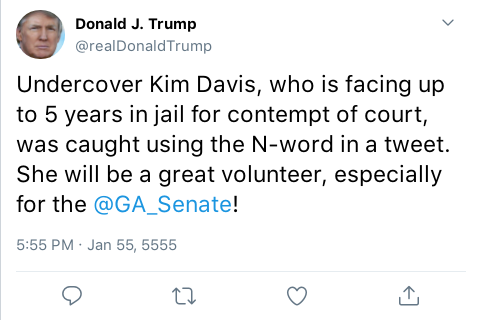 Donald J. Trump
@realDonaldTrump
Undercover Kim Davis, who is facing up
to 5 years in jail for contempt of court,
was caught using the N-word in a tweet.
She will be a great volunteer, especially
for the @GA_Senate!
5:55 PM · Jan 55, 5555